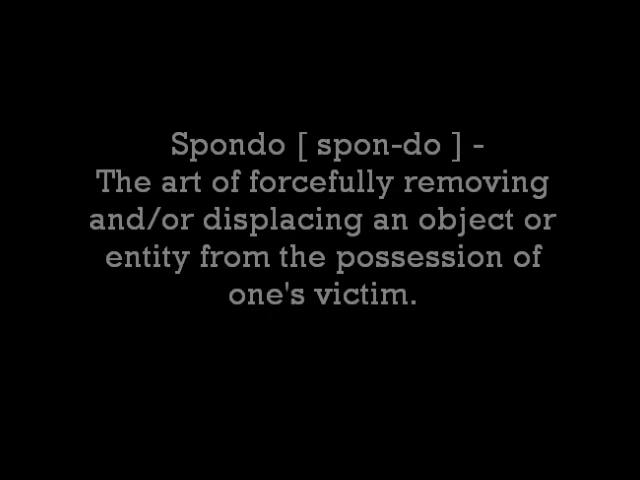 Spondo [ spon-do ] -
The art of forcefully removing
and/or displacing an object or
entity from the possession of
one's victim.